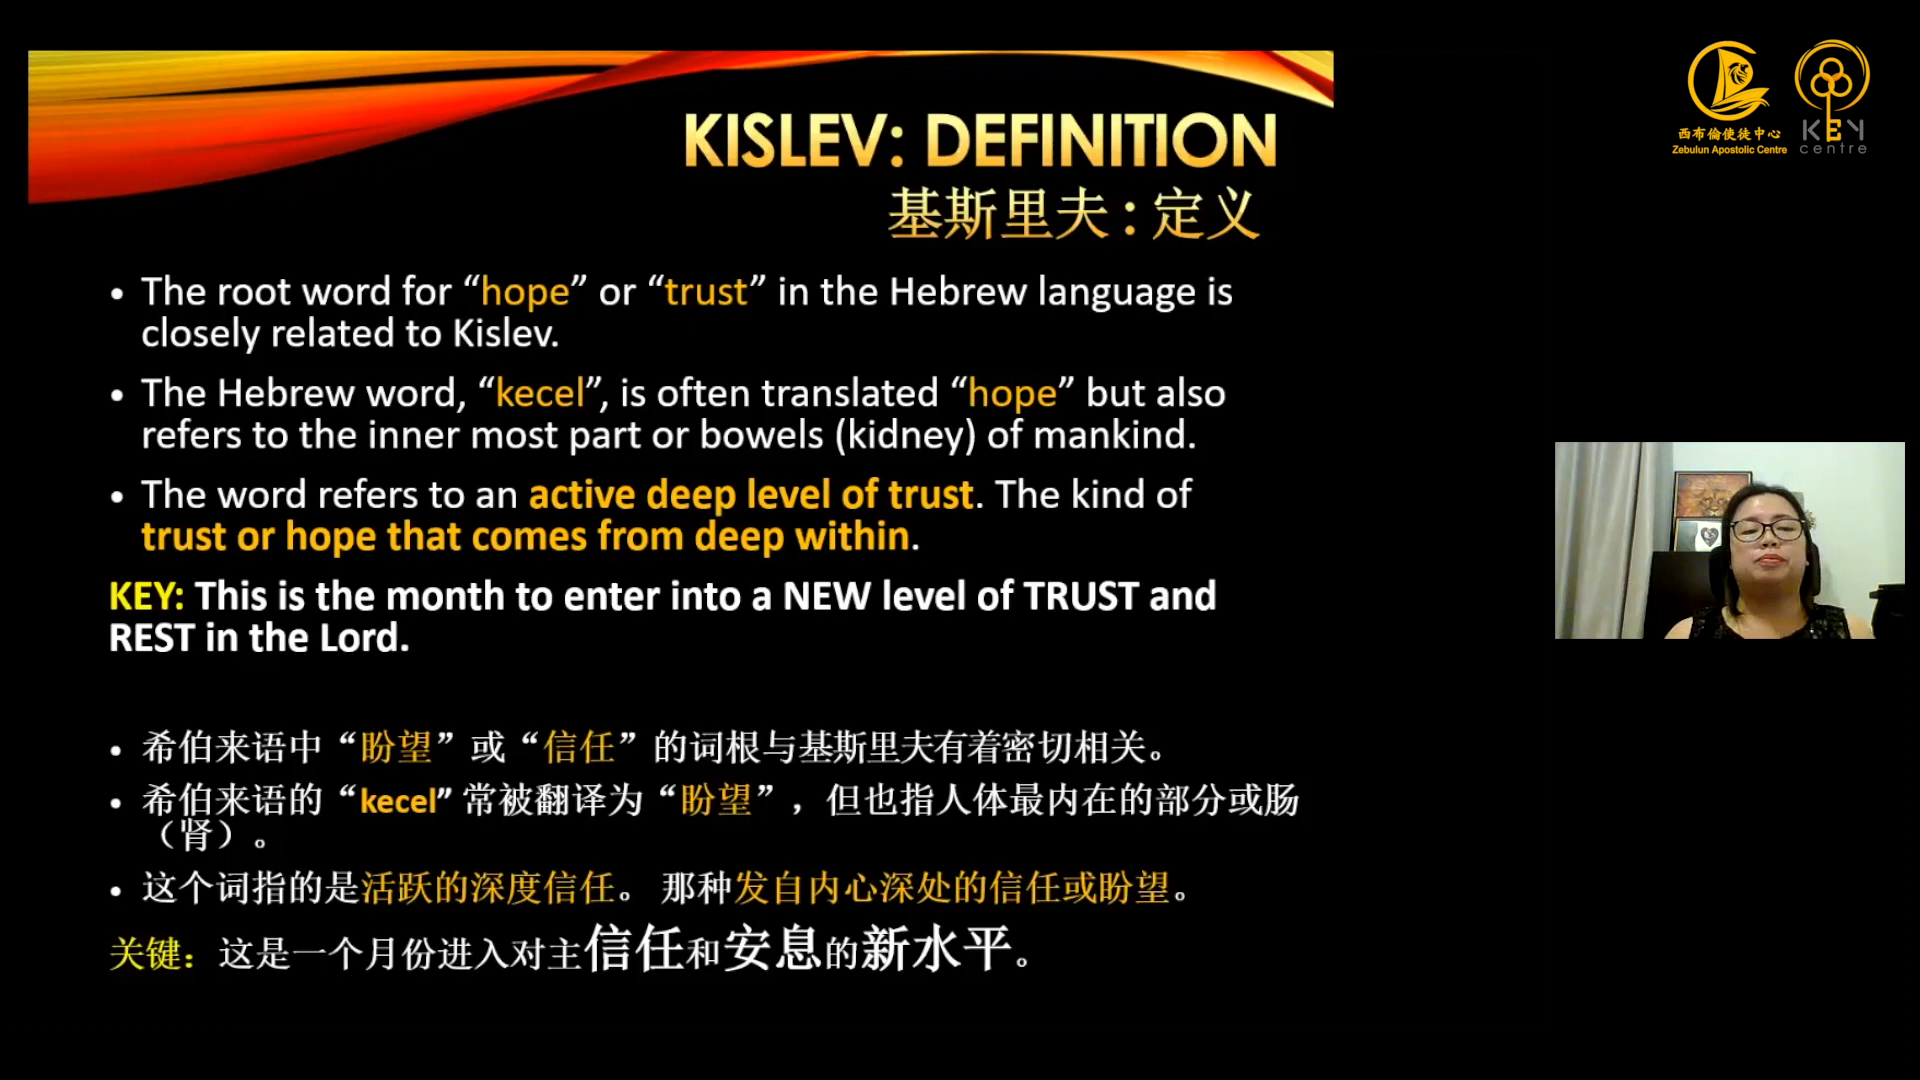 KISLEV: DEFINITION
基斯里夫：定义
西布倫使徒中心
Zebulun Apostolic Centre
KEY
centre
• The root word for “hope” or “trust” in the Hebrew language is
closely related to Kislev.
• The Hebrew word, “kecel”, is often translated “hope” but also
refers to the inner most part or bowels (kidney) of mankind.
• The word refers to an active deep level of trust. The kind of
trust or hope that comes from deep within.
KEY: This is the month to enter into a NEW level of TRUST and
REST in the Lord.
• 希伯来语中“盼望”或“信任”的词根与基斯里夫有着密切相关。
• 希伯来语的“kecel” 常被翻译为“盼望”，但也指人体最内在的部分或肠
（肾）。
• 这个词指的是活跃的深度信任。 那种发自内心深处的信任或盼望。
关键：这是一个月份进入对主信任和安息的新水平。